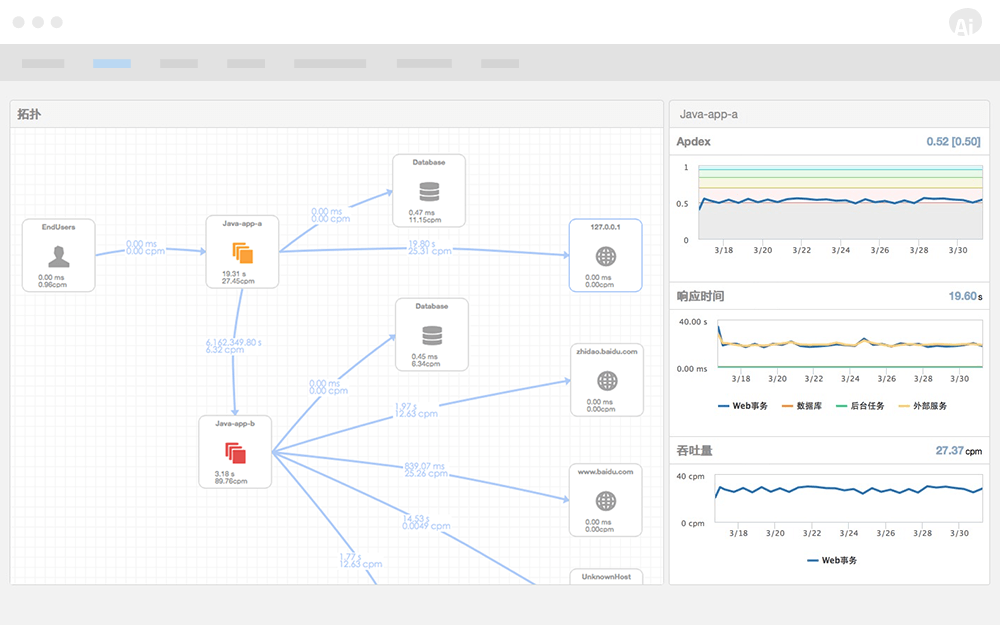 Ai
拓扑
EndUsers
0.00 ms
0.96cpm
0.00 ms
0.00 cpm
Java-app-a
19.31 s
27.45cpm
0.00 ms
0.00 cpm
Database
0.47 ms
11.15cpm
19.80 s
25.31 cpm
127.0.0.1
0.00 ms
0.00cpm
6,162,349.80 s
6.32 cpm
Database
0.45 ms
6.34cpm
0.00 ms
0.00 cpm
zhidao.baidu.com
0.00 ms
0.00cpm
1.97 s
12.63 cpm
Java-app-b
3.18 s
89.76cpm
839.07 ms
25.26 cpm
www.baidu.com
0.00 ms
0.00cpm
14.53 s
0.0049 cpm
1.77 s
12.63 cpm
UnknownHost
Java-app-a
Apdex 0.52 [0.50]
1
0.5
0
3/18 3/20 3/22 3/24 3/26 3/28 3/30
响应时间 19.60 s
40.00 s
0.00 ms
3/18 3/20 3/22 3/24 3/26 3/28 3/30
Web事务 数据库 后台任务 外部服务
吞吐量 27.37 cpm
40 cpm
0 cpm
3/18 3/20 3/22 3/24 3/26 3/28 3/30
Web事务